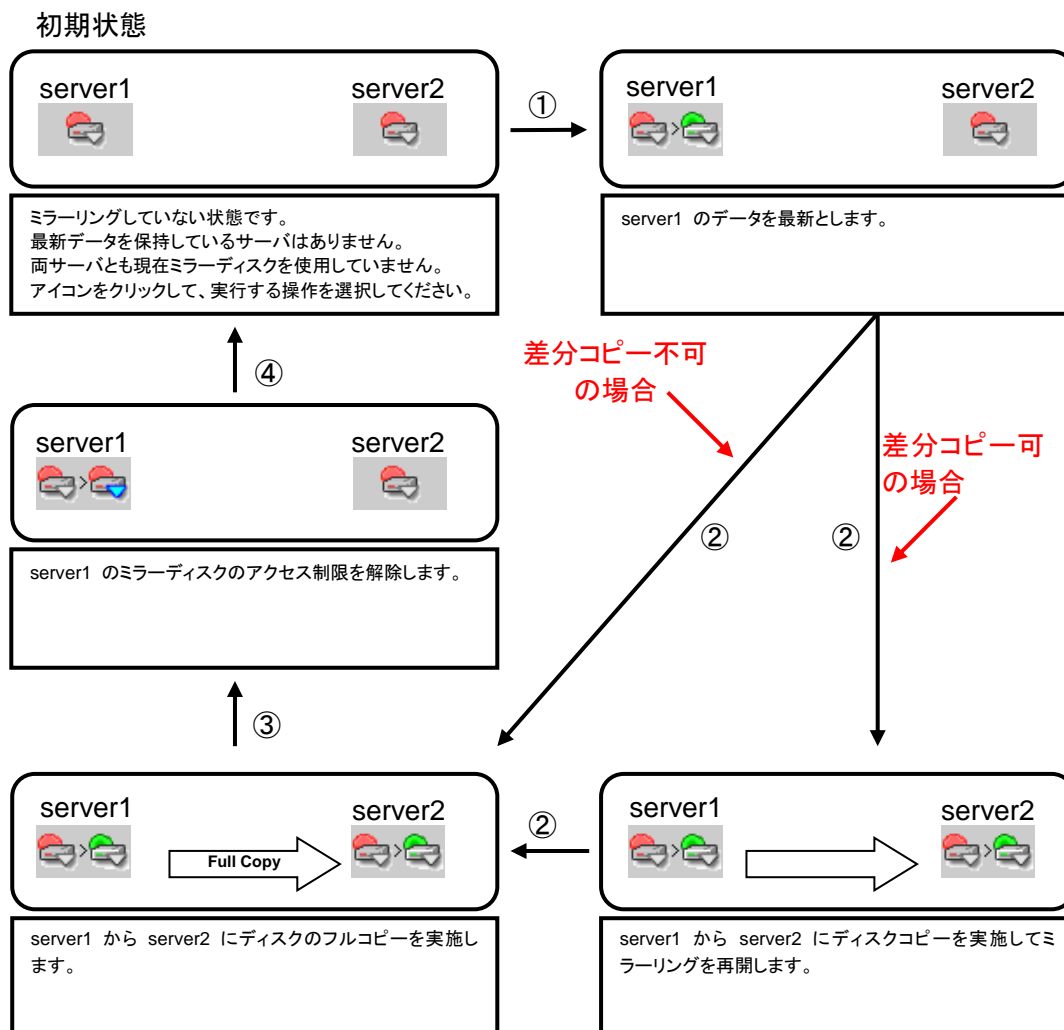 初期状態
server1
server2
①
server1
server2
ミラーリングしていない状態です。
最新データを保持しているサーバはありません。
両サーバとも現在ミラーディスクを使用していません。
アイコンをクリックして、実行する操作を選択してください。
server1 のデータを最新とします。
④
差分コピー不可
の場合
差分コピー可
の場合
server1
server2
②
②
server1 のミラーディスクのアクセス制限を解除します。
③
server1
server2
Full Copy
②
server1
server2
server1 から server2 にディスクのフルコピーを実施し
ます。
server1 から server2 にディスクコピーを実施してミ
ラーリングを再開します。